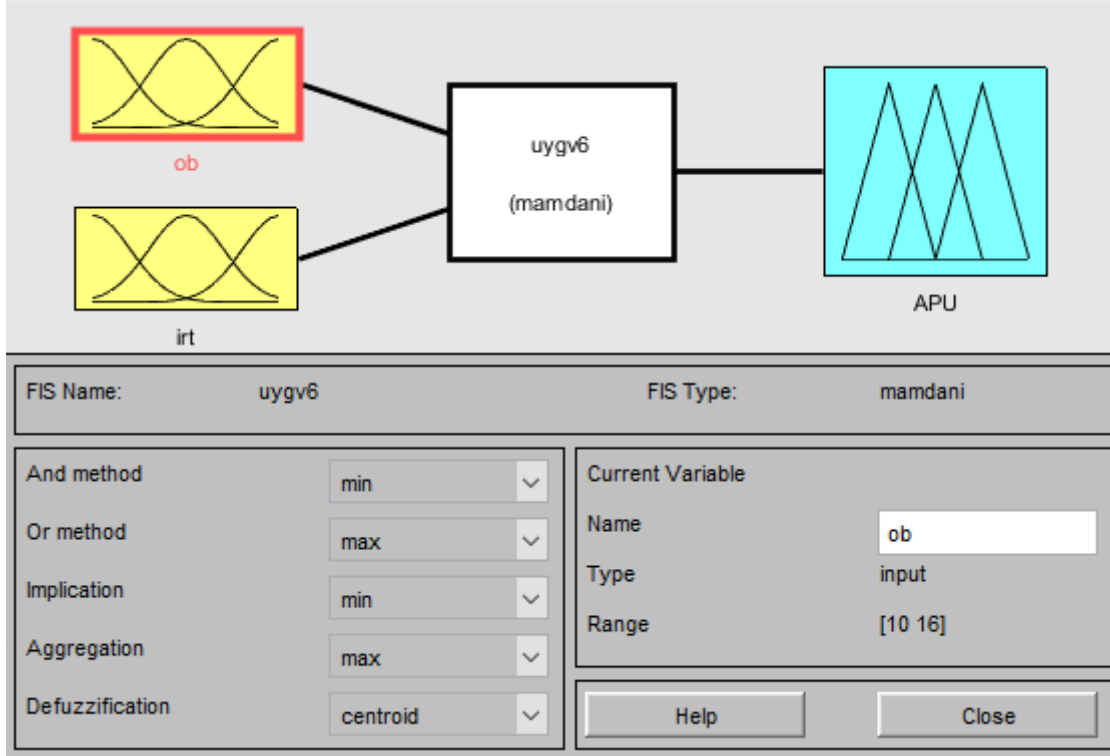 ob
irt
uygv6
(mamdani)
APU
FIS Name: uygv6 FIS Type: mamdani
And method min
Or method max
Implication min
Aggregation max
Defuzzification centroid
Current Variable
Name ob
Type input
Range [10 16]
Help Close